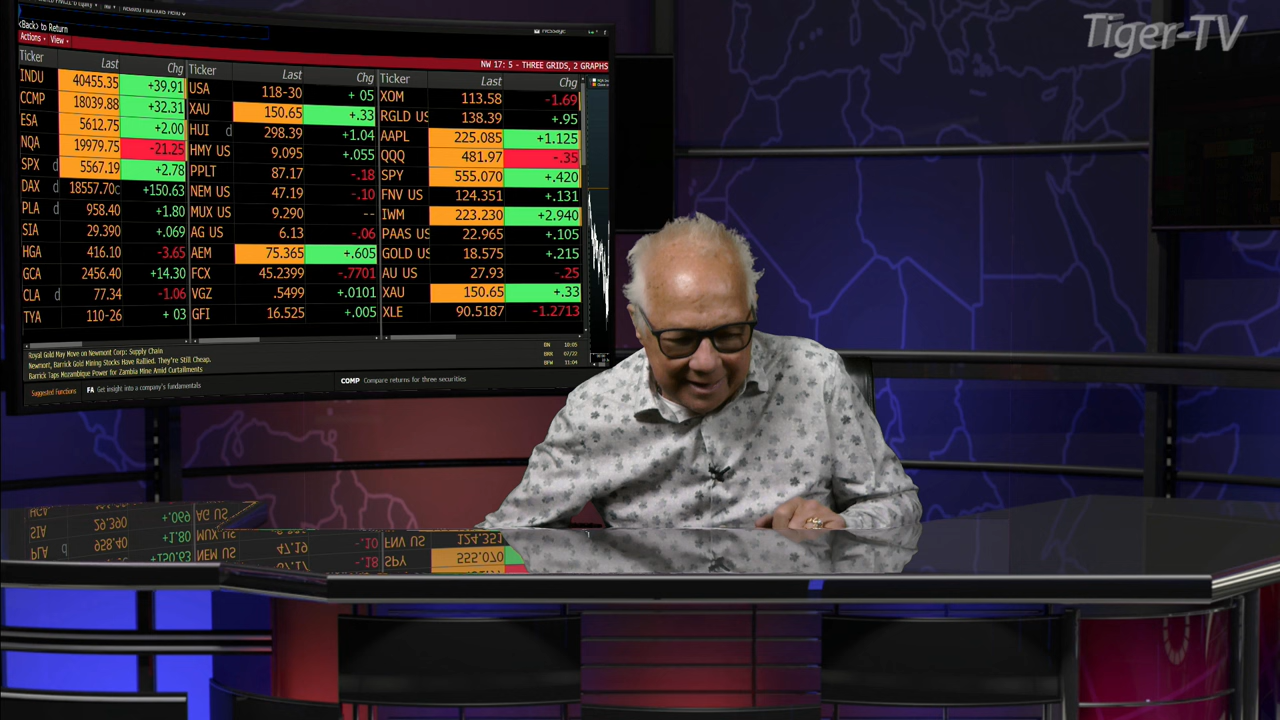 Tiger-TV
<Back> to Return
Actions View
NW 17: 5 - THREE GRIDS, 2 GRAPHS
Ticker Last Chg Ticker Last Chg Ticker Last Chg
INDU 40455.35 +39.91 USA 118-30 + 05 XOM 113.58 -1.69
CCMP 18039.88 +32.31 XAU 150.65 +.33 RGLD US 138.39 +.95
ESA 5612.75 +2.00 HUI d 298.39 +1.04 AAPL 225.085 +1.125
NQA 19979.75 -21.25 HMY US 9.095 +.055 QQQ 481.97 -.35
SPX d 5567.19 +2.78 PPLT 87.17 -.18 SPY 555.070 +.420
DAX d 18557.70c +150.63 NEM US 47.19 -.10 FNV US 124.351 +.131
PLA d 958.40 +1.80 MUX US 9.290 -- IWM 223.230 +2.940
SIA 29.390 +.069 AG US 6.13 -.06 PAAS US 22.965 +.105
HGA 416.10 -3.65 AEM 75.365 +.605 GOLD US 18.575 +.215
GCA 2456.40 +14.30 FCX 45.2399 -.7701 AU US 27.93 -.25
CLA d 77.34 -1.06 VGZ .5499 +.0101 XAU 150.65 +.33
TYA 110-26 + 03 GFI 16.525 +.005 XLE 90.5187 -1.2713
Royal Gold May Move on Newmont Corp: Supply Chain BN 10:05
Newmont, Barrick Gold Mining Stocks Have Rallied. They're Still Cheap. BRR 07/22
Barrick Taps Mozambique Power for Zambia Mine Amid Curtailments BFW 11:04
Suggested Functions FA Get insight into a company's fundamentals COMP Compare returns for three securities